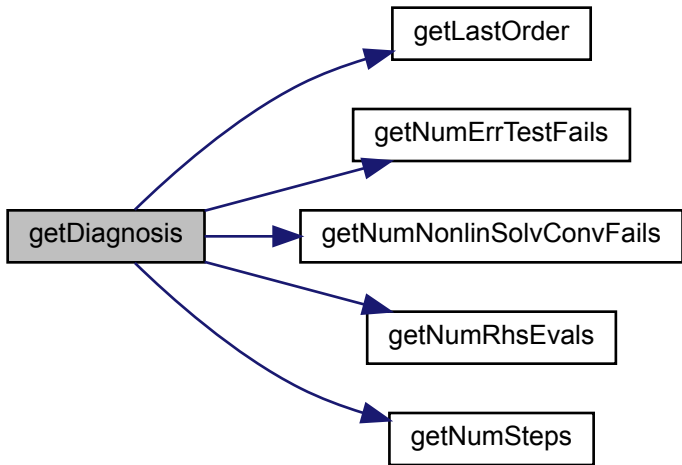 getLastOrder
getNumErrTestFails
getDiagnosis
getNumNonlinSolvConvFails
getNumRhsEvals
getNumSteps